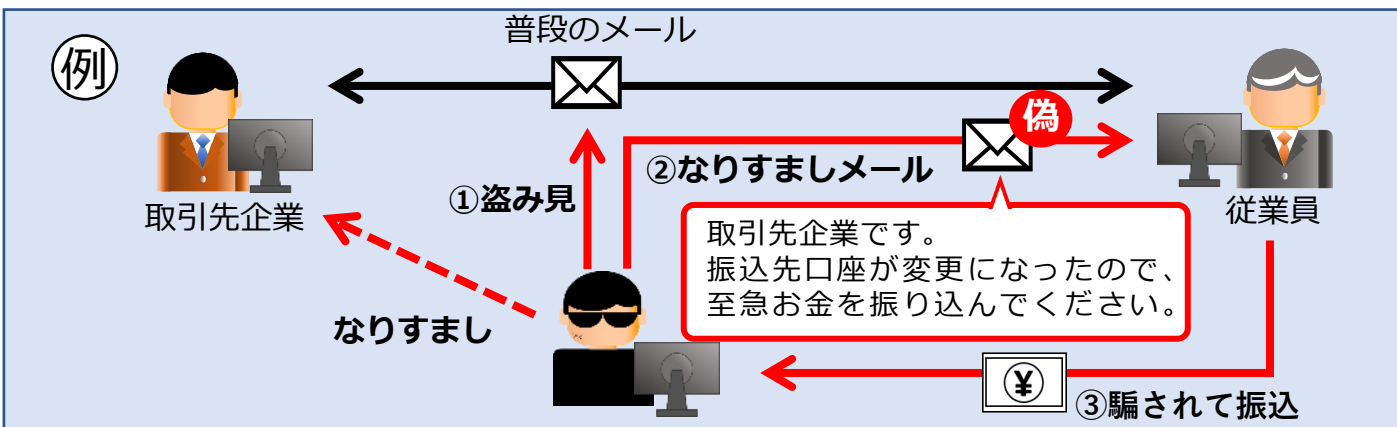 例
普段のメール
偽
②なりすましメール
①盗み見
取引先企業
従業員
取引先企業です。
振込先口座が変更になったので、
至急お金を振り込んでください。
なりすまし
¥
③騙されて振込